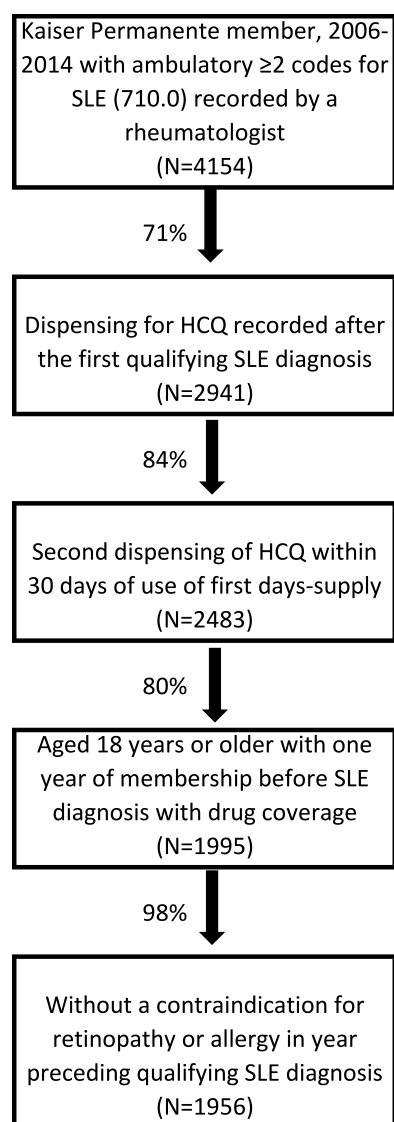 Kaiser Permanente member, 2006-
2014 with ambulatory ≥2 codes for
SLE (710.0) recorded by a
rheumatologist
(N=4154)
71%
Dispensing for HCQ recorded after
the first qualifying SLE diagnosis
(N=2941)
84%
Second dispensing of HCQ within
30 days of use of first days-supply
(N=2483)
80%
Aged 18 years or older with one
year of membership before SLE
diagnosis with drug coverage
(N=1995)
98%
Without a contraindication for
retinopathy or allergy in year
preceding qualifying SLE diagnosis
(N=1956)